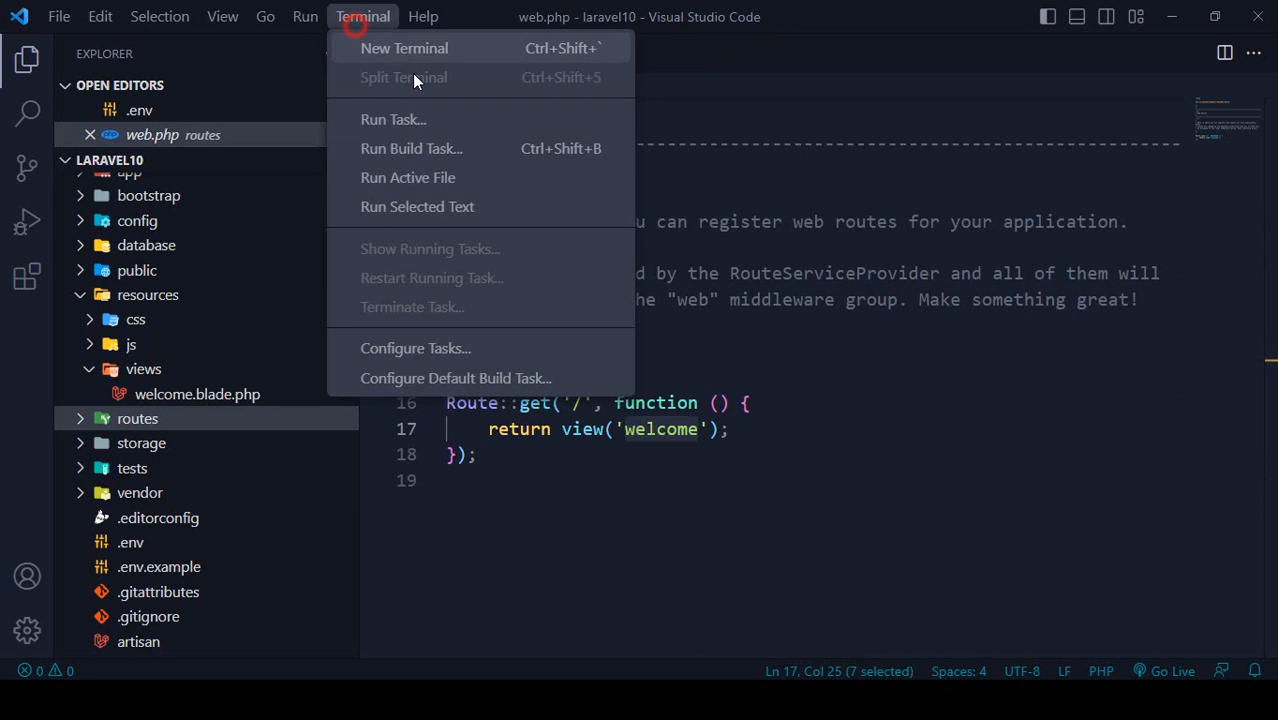 File Edit Selection View Go Run Terminal Help web.php - laravel10 - Visual Studio Code
EXPLORER
OPEN EDITORS
.env
web.php routes
LARAVEL10
app
bootstrap
config
database
public
resources
css
js
views
welcome.blade.php
routes
storage
tests
vendor
.editorconfig
.env
.env.example
.gitattributes
.gitignore
artisan
New Terminal Ctrl+Shift+`
Split Terminal Ctrl+Shift+5
Run Task...
Run Build Task... Ctrl+Shift+B
Run Active File
Run Selected Text
Show Running Tasks...
Restart Running Task...
Terminate Task...
Configure Tasks...
Configure Default Build Task...
----------------------------------------
u can register web routes for your application.
d by the RouteServiceProvider and all of them will
he "web" middleware group. Make something great!
16 Route::get('/', function () {
17 return view('welcome');
18 });
19
0 0 Ln 17, Col 25 (7 selected) Spaces: 4 UTF-8 LF PHP Go Live